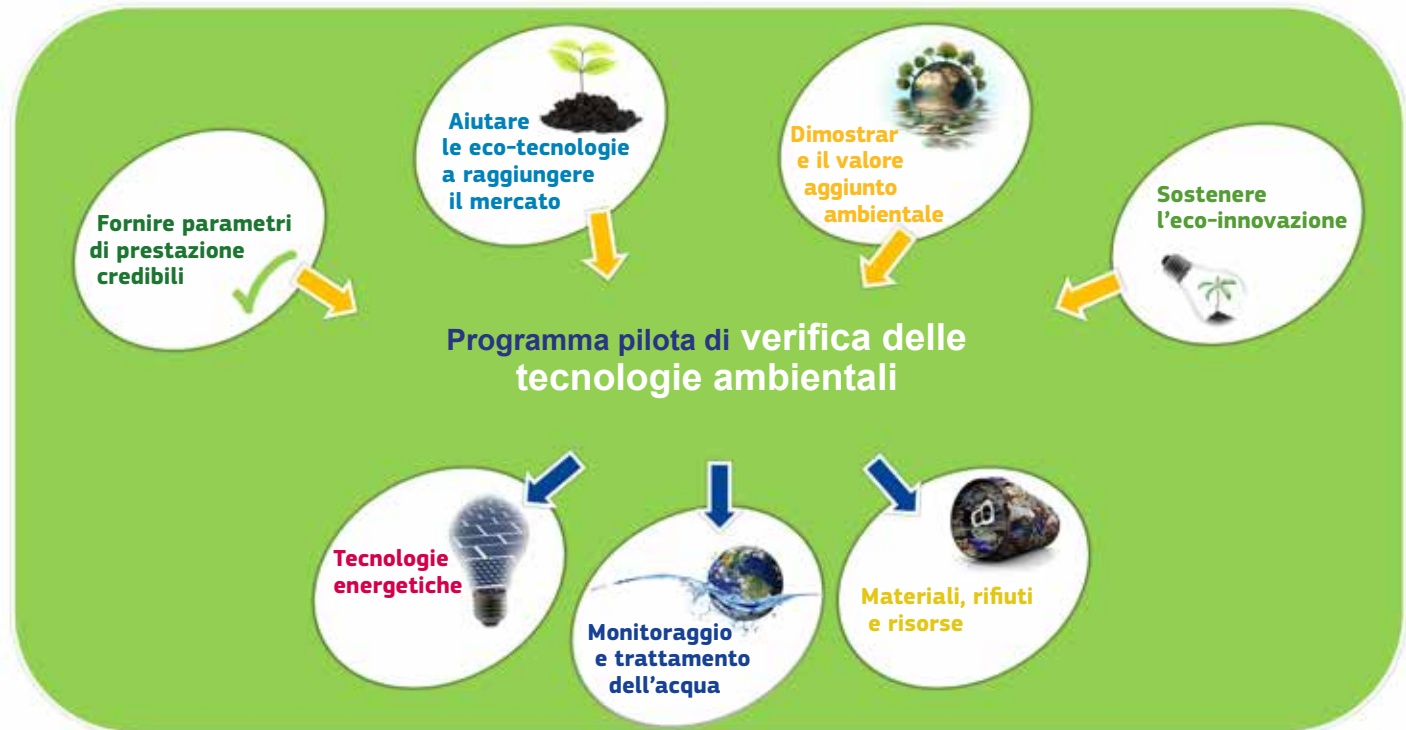 Aiutare
le eco-tecnologie
a raggiungere
il mercato
Dimostrar
e il valore
aggiunto
ambientale
Fornire parametri
di prestazione
credibili
Sostenere
l'eco-innovazione
Programma pilota di verifica delle
tecnologie ambientali
Tecnologie
energetiche
Monitoraggio
e trattamento
dell'acqua
Materiali, rifiuti
e risorse